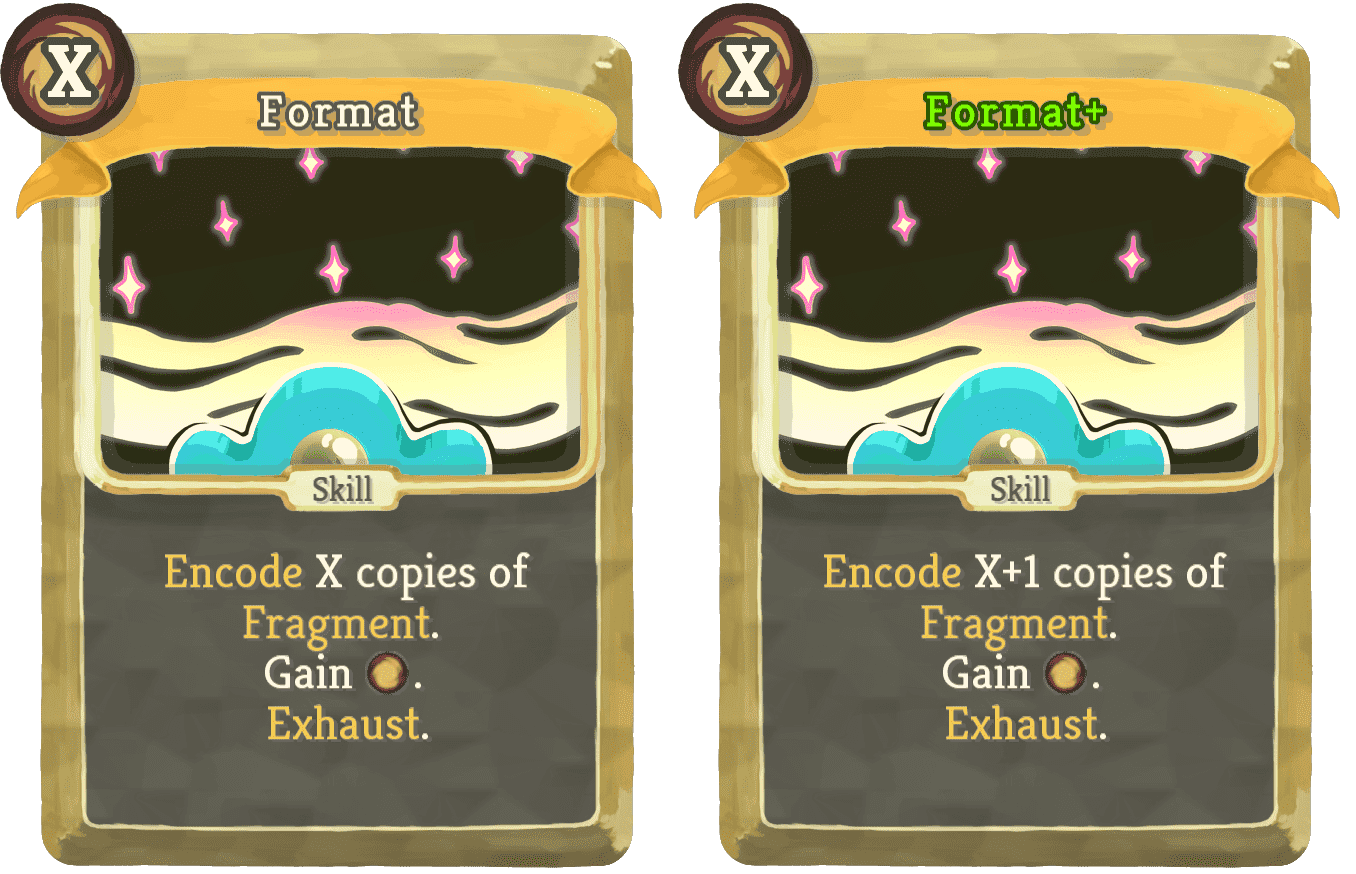 X
Format
Skill
Encode X copies of
Fragment.
Gain .
Exhaust.
X
Format+
Skill
Encode X+1 copies of
Fragment.
Gain .
Exhaust.